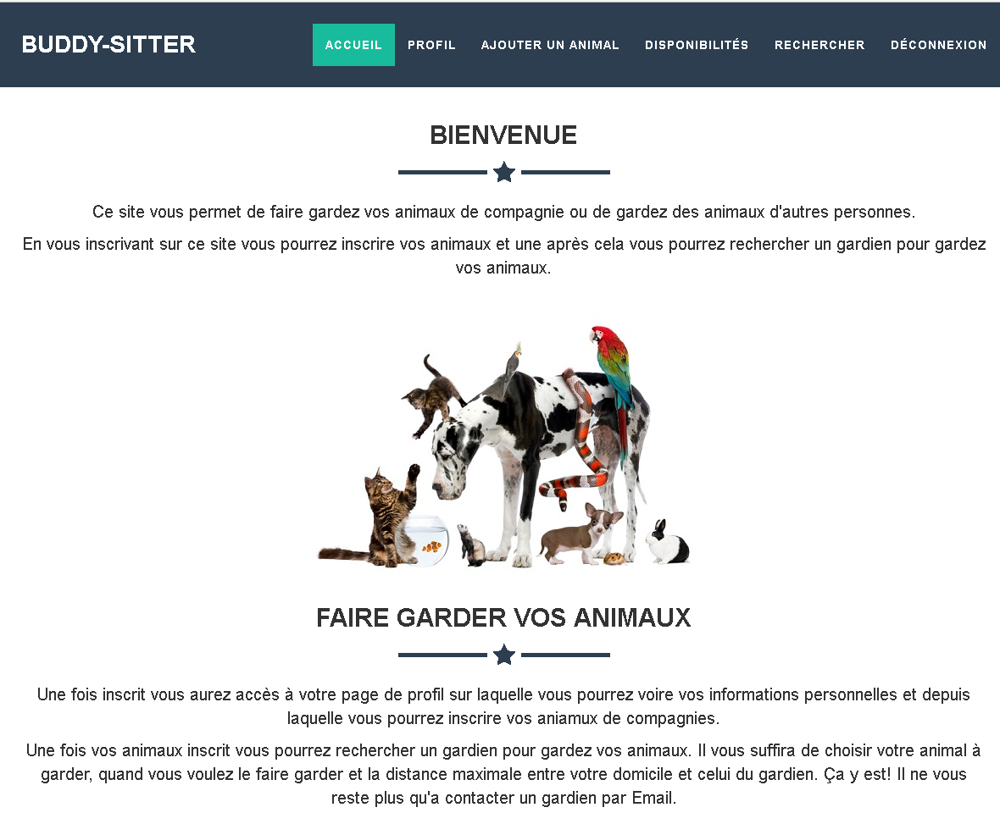 BUDDY-SITTER
ACCUEIL PROFIL AJOUTER UN ANIMAL DISPONIBILITÉS RECHERCHER DÉCONNEXION
BIENVENUE
Ce site vous permet de faire gardez vos animaux de compagnie ou de gardez des animaux d'autres personnes.
En vous inscrivant sur ce site vous pourrez inscrire vos animaux et une après cela vous pourrez rechercher un gardien pour gardez
vos animaux.
FAIRE GARDER VOS ANIMAUX
Une fois inscrit vous aurez accès à votre page de profil sur laquelle vous pourrez voire vos informations personnelles et depuis
laquelle vous pourrez inscrire vos aniamux de compagnies.
Une fois vos animaux inscrit vous pourrez rechercher un gardien pour gardez vos animaux. Il vous suffira de choisir votre animal à
garder, quand vous voulez le faire garder et la distance maximale entre votre domicile et celui du gardien. Ça y est! Il ne vous
reste plus qu'a contacter un gardien par Email.